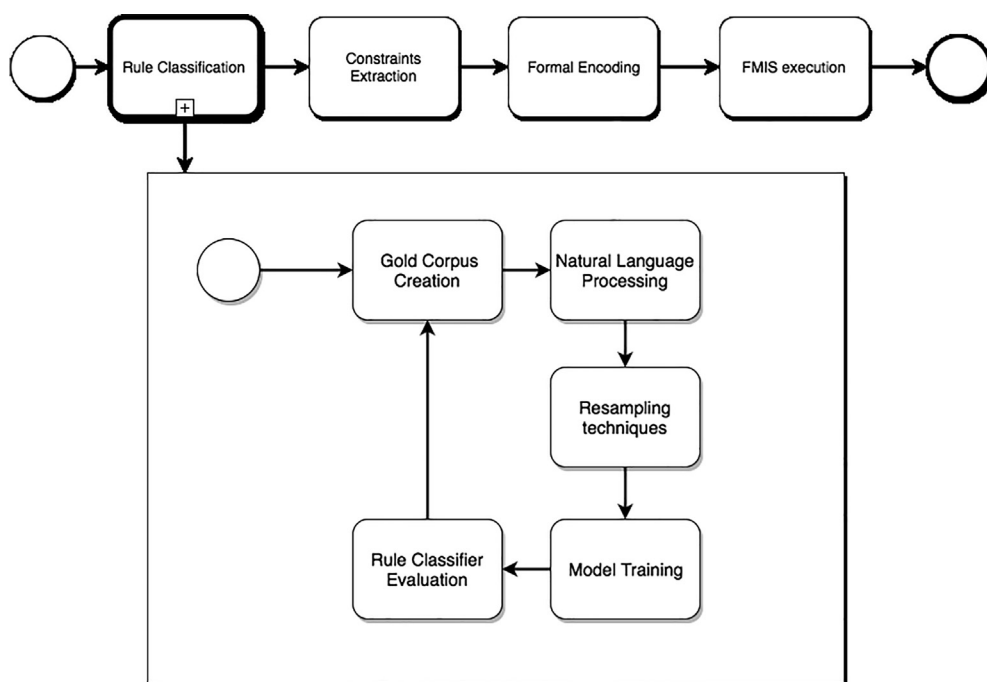 Rule Classification
Constraints
Extraction
Formal Encoding
FMIS execution
+
Gold Corpus
Creation
Natural Language
Processing
Resampling
techniques
Model Training
Rule Classifier
Evaluation